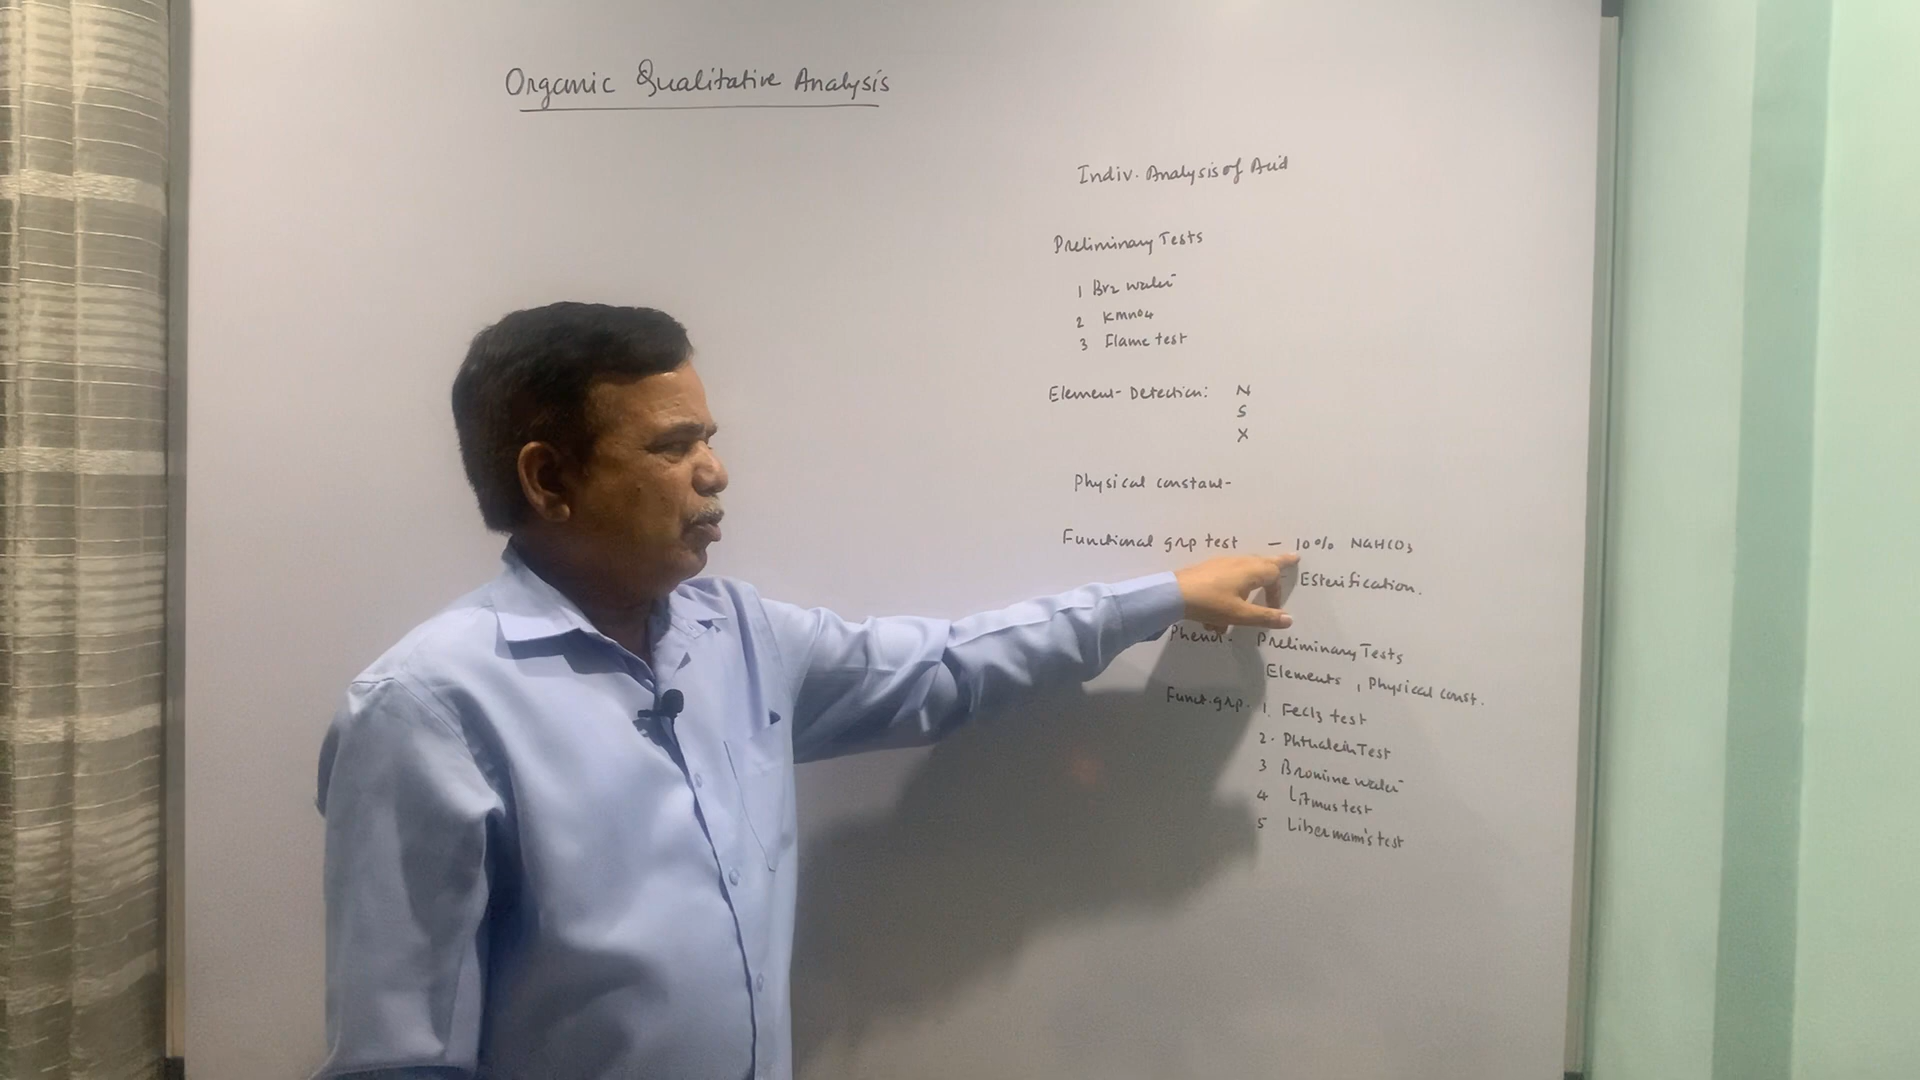 Organic Qualitative Analysis
Indiv. Analysis of Acid
Preliminary Tests
1 Br2 water
2 KMnO4
3 Flame test
Element Detection: N
S
X
Physical constant
Functional grp test - 10% NaHCO3
Esterification.
Phenol - Preliminary Tests
Elements, Physical const.
Funct. grp. 1. FeCl3 test
2. Phthalein Test
3 Bromine water
4 Litmus test
5 Libermann's test